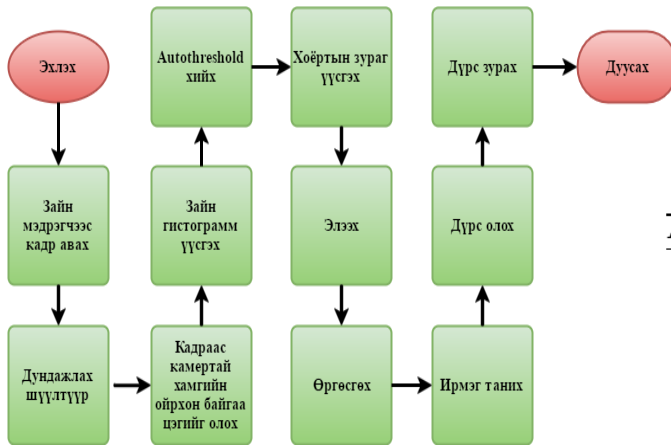 Эхлэх
Зайн
мэдрэгчээс
кадр авах
Дундажлах
шүүлтүүр
Кадраас
камертай
хамгийн
ойрхон байгаа
цэгийг олох
Зайн
гистограмм
үүсгэх
Autothreshold
хийх
Хоёртын зураг
үүсгэх
Элээх
Өргөсгөх
Ирмэг таних
Дүрс олох
Дүрс зурах
Дуусах